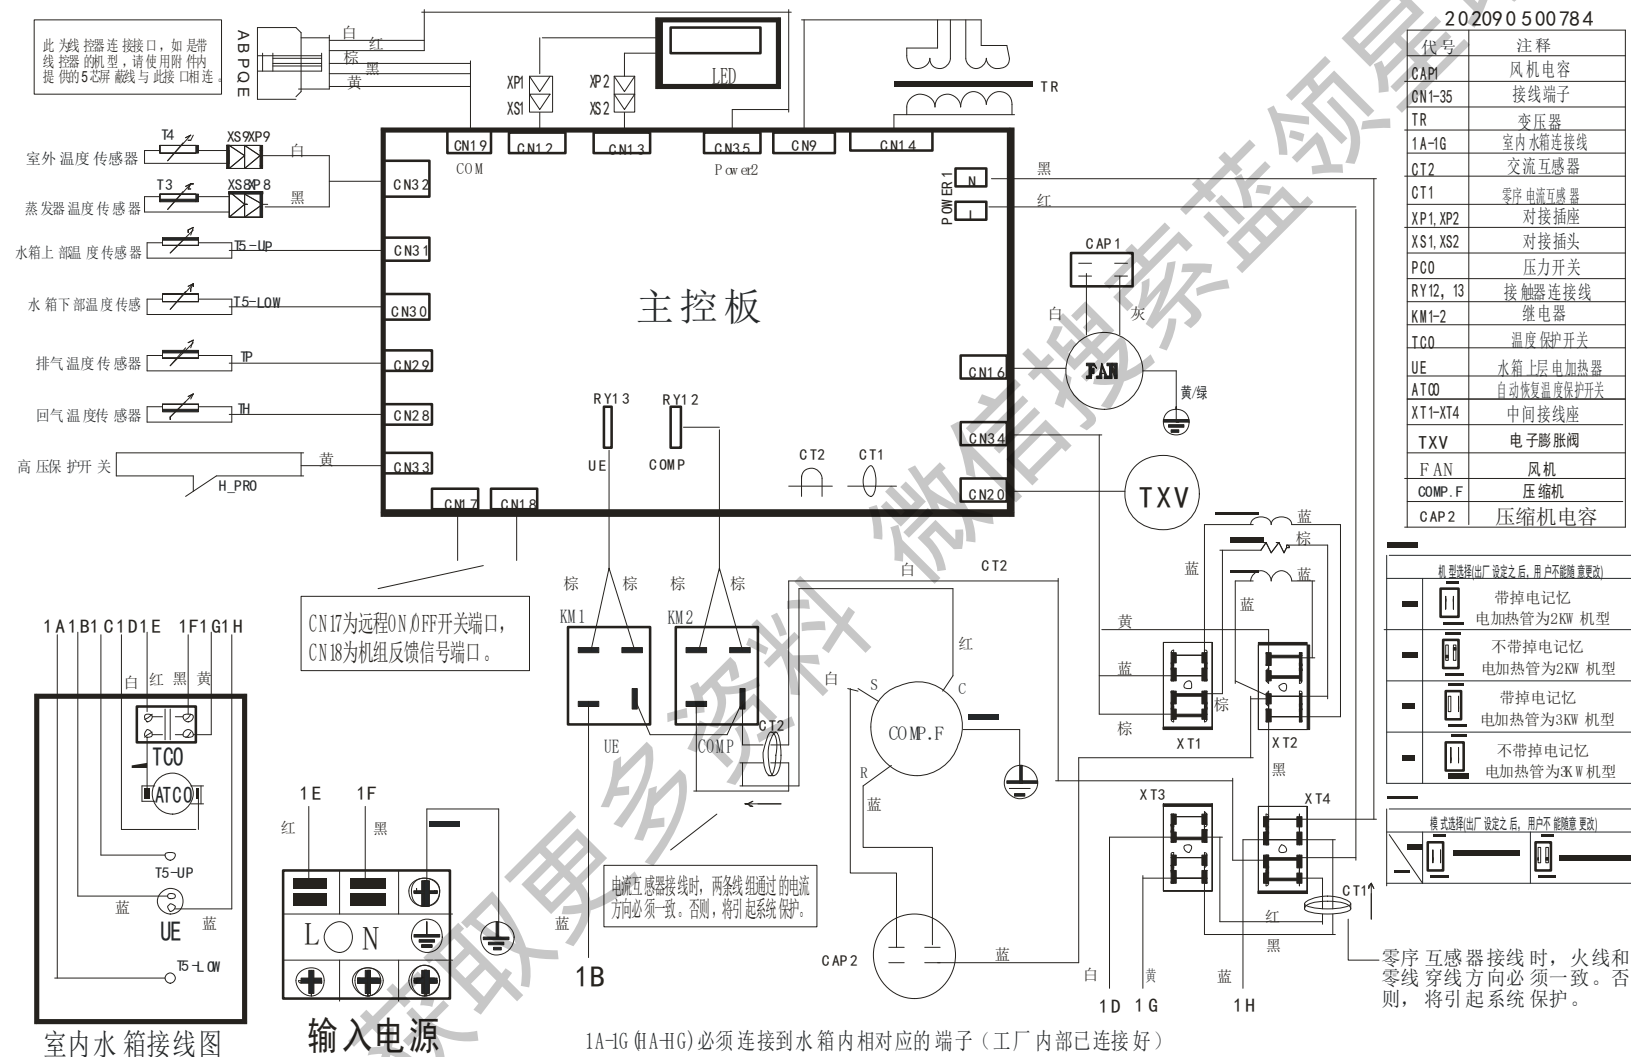 202090500784
代号 注释
CAP1 风机电容
CN1-35 接线端子
TR 变压器
1A-1G 室内水箱连接线
CT2 交流互感器
CT1 零序电流互感器
XP1,XP2 对接插座
XS1,XS2 对接插头
PCO 压力开关
RY12, 13 接触器连接线
KM1-2 继电器
TCO 温度保护开关
UE 水箱上层电加热器
ATCO 自动恢复温度保护开关
XT1-XT4 中间接线座
TXV 电子膨胀阀
FAN 风机
COMP.F 压缩机
CAP2 压缩机电容
机型选择(出厂设定之后,用户不能随意更改)
带掉电记忆
电加热管为2KW机型
不带掉电记忆
电加热管为2KW机型
带掉电记忆
电加热管为3KW机型
不带掉电记忆
电加热管为3KW机型
模式选择(出厂设定之后,用户不能随意更改)
此为线控器连接接口,如是带
线控器的机型,请使用附件内
提供的5芯屏蔽线与此接口相连。
A B P Q E
白
红
棕
黑
黄
XP1
XS1
XP2
XS2
LED
TR
CN19
COM
CN12
CN13
CN35
Power2
CN9
CN14
室外温度传感器
T4
XS9XP9
白
蒸发器温度传感器
T3
XS8XP8
黑
CN32
水箱上部温度传感器
T5-UP
CN31
水箱下部温度传感
T5-LOW
CN30
排气温度传感器
TP
CN29
回气温度传感器
TH
CN28
高压保护开关
H_PRO
黄
CN33
CN17
CN18
主控板
POWER1
N
L
黑
红
CAP1
白
灰
FAN
黄/绿
CN16
CN34
CN20
TXV
RY13
UE
RY12
COMP
CT2
CT1
CN17为远程ON/OFF开关端口,
CN18为机组反馈信号端口。
棕
棕
棕
棕
KM1
KM2
UE
COMP
CT2
白
CT2
红
白
S
C
R
COMP.F
蓝
CAP2
蓝
蓝
1B
电流互感器接线时,两条线组通过的电流
方向必须一致。否则,将引起系统保护。
蓝
棕
蓝
蓝
蓝
黄
蓝
棕
棕
XT1
XT2
黑
XT3
XT4
红
黑
CT1
白
黄
蓝
1D
1G
1H
零序互感器接线时,火线和
零线穿线方向必须一致。否
则,将引起系统保护。
1A1B1C1D1E 1F1G1H
白
红
黑
黄
TCO
ATCO
T5-UP
蓝
UE
蓝
T5-LOW
室内水箱接线图
1E
1F
红
黑
L
N
输入电源
1A-1G(HA-HG)必须连接到水箱内相对应的端子(工厂内部已连接好)
获取更多资料 微信搜索蓝领星球